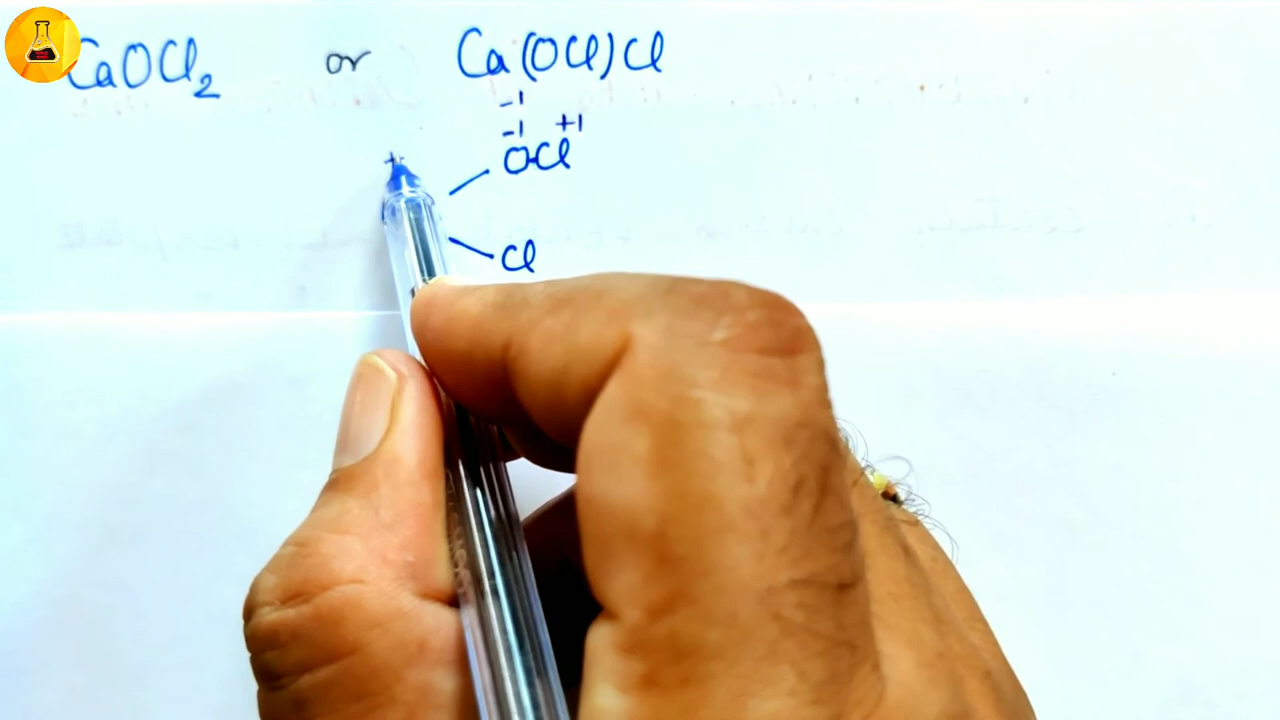 CaOCl₂ or Ca(OCl)Cl
-1
-1 +1
+ OCl
Cl